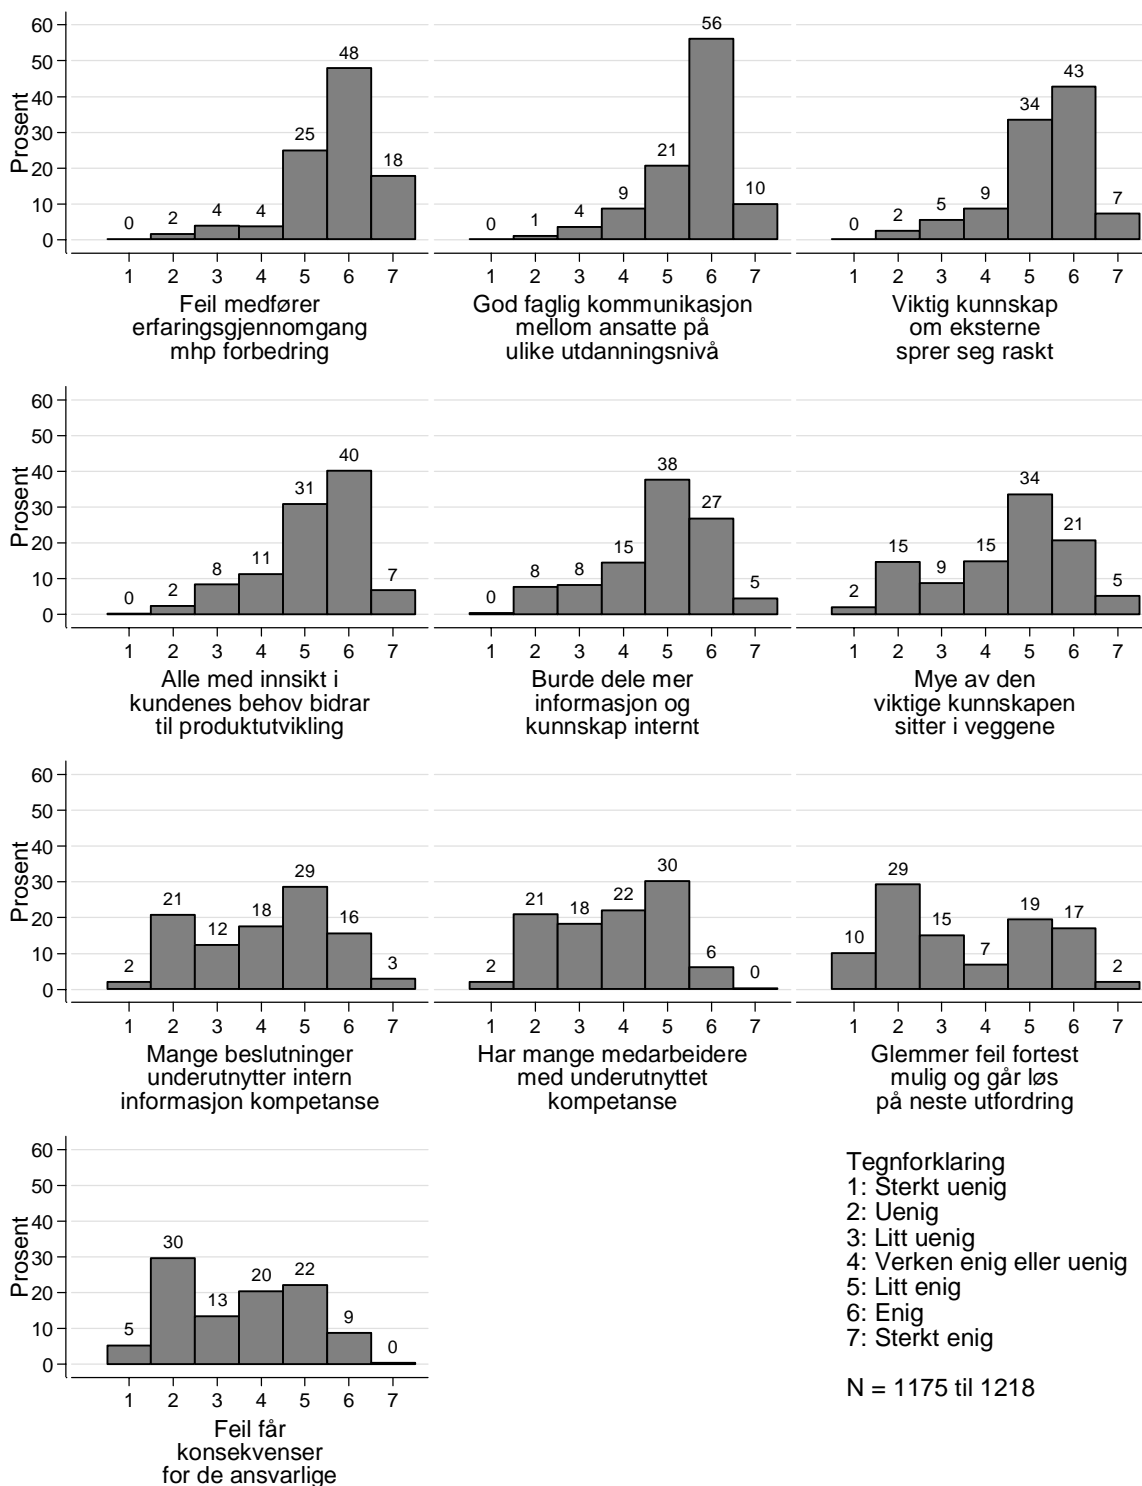 60
50
40
30
20
10
0
Prosent
0 2 4 4 25 48 18
1 2 3 4 5 6 7
Feil medfører
erfaringsgjennomgang
mhp forbedring
0 1 4 9 21 56 10
1 2 3 4 5 6 7
God faglig kommunikasjon
mellom ansatte på
ulike utdanningsnivå
0 2 5 9 34 43 7
1 2 3 4 5 6 7
Viktig kunnskap
om eksterne
sprer seg raskt
60
50
40
30
20
10
0
Prosent
0 2 8 11 31 40 7
1 2 3 4 5 6 7
Alle med innsikt i
kundenes behov bidrar
til produktutvikling
0 8 8 15 38 27 5
1 2 3 4 5 6 7
Burde dele mer
informasjon og
kunnskap internt
2 15 9 15 34 21 5
1 2 3 4 5 6 7
Mye av den
viktige kunnskapen
sitter i veggene
60
50
40
30
20
10
0
Prosent
2 21 12 18 29 16 3
1 2 3 4 5 6 7
Mange beslutninger
underutnytter intern
informasjon kompetanse
2 21 18 22 30 6 0
1 2 3 4 5 6 7
Har mange medarbeidere
med underutnyttet
kompetanse
10 29 15 7 19 17 2
1 2 3 4 5 6 7
Glemmer feil fortest
mulig og går løs
på neste utfordring
60
50
40
30
20
10
0
Prosent
5 30 13 20 22 9 0
1 2 3 4 5 6 7
Feil får
konsekvenser
for de ansvarlige
Tegnforklaring
1: Sterkt uenig
2: Uenig
3: Litt uenig
4: Verken enig eller uenig
5: Litt enig
6: Enig
7: Sterkt enig
N = 1175 til 1218